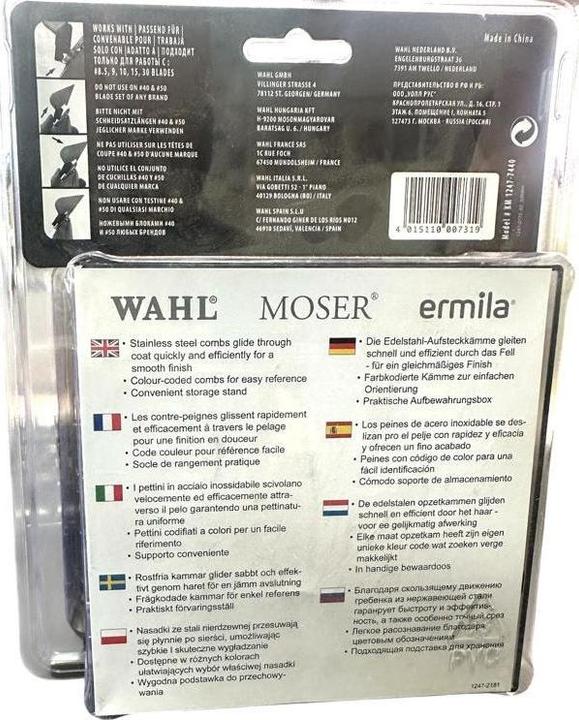 WORKS WITH | PASSEND FÜR |
CONVENABLE POUR | TRABAJA
SOLO CON | ADATTO A | ПОДХОДИТ
ТОЛЬКО ДЛЯ РАБОТЫ С :
#8.5, 9, 10, 15, 30 BLADES
DO NOT USE ON #40 & #50
BLADE SET OF ANY BRAND
BITTE NICHT MIT
SCHNEIDSATZLÄNGEN #40 & #50
JEGLICHER MARKE VERWENDEN
NE PAS UTILISER SUR LES TÊTES DE
COUPE #40 & #50 D'AUCUNE MARQUE
NO UTILICE EL CONJUNTO
DE CUCHILLAS #40 Y #50
DE CUALQUIER MARCA
NON USARE CON TESTINE #40 &
#50 DI QUALSIASI MARCHIO
НОЖЕВЫМИ БЛОКАМИ #40
И #50 ЛЮБЫХ БРЕНДОВ
WAHL GMBH
VILLINGER STRASSE 4
78112 ST. GEORGEN/ GERMANY
WAHL HUNGARIA KFT
H-9200 MOSONMAGYAROVAR
BARATSAG U. 6. / HUNGARY
WAHL FRANCE SAS
1C RUE FOCH
67450 MUNDOLSHEIM / FRANCE
WAHL ITALIA S.R.L.
VIA GOBETTI 52 - 1° PIANO
40129 BOLOGNA (BO) / ITALY
WAHL SPAIN S.L.U
C/ FERNANDO GINER DE LOS RIOS NO12
46910 SEDAVÍ, VALENCIA / SPAIN
WAHL NEDERLAND B.V.
ENGELENBURGSTRAAT 36
7391 AM TWELLO / NEDERLAND
ПРЕДСТАВИТЕЛЬСТВО В РФ И РБ:
ООО "УОЛЛ РУС"
КРАСНОПРОЛЕТАРСКАЯ УЛ., Д. 16, СТР. 1
ЭТАЖ 6, ПОМЕЩЕНИЕ I, КОМНАТА 5
127473 Г. МОСКВА - RUSSIA (РОССИЯ)
Made in China
4 015110 007319
Model # KM 1247-7440
WAHL® MOSER® ermila®
• Stainless steel combs glide through
coat quickly and efficiently for a
smooth finish
• Colour-coded combs for easy reference
• Convenient storage stand
• Les contre-peignes glissent rapidement
et efficacement à travers le pelage
pour une finition en douceur
• Code couleur pour référence facile
• Socle de rangement pratique
• I pettini in acciaio inossidabile scivolano
velocemente ed efficacemente attra-
verso il pelo garantendo una pettinatu-
ra uniforme
• Pettini codifiati a colori per un facile
riferimento
• Supporto conveniente
• Rostfria kammar glider sabbt och effek-
tivt genom haret för en jämn avslutning
• Frägkodade kammar för enkel referens
• Praktiskt förvaringsställ
• Nasadki ze stali nierdzewnej przesuwają
się płynnie po sierści, umożliwiając
szybkie I skuteczne wygładzanie
• Dostępne w różnych kolorach
ułatwiających wybór właściwej nasadki
• Wygodna podstawka do przechowy-
wania
• Die Edelstahl-Aufsteckkämme gleiten
schnell und effizient durch das Fell
- für ein gleichmäßiges Finish
• Farbkodierte Kämme zur einfachen
Orientierung
• Praktische Aufbewahrungsbox
• Los peines de acero inoxidable se des-
lizan pro el pelje con rapidez y eficacia
y ofrecen un fino acabado
• Peines con código de color para una
fácil identificación
• Cómodo soporte de almacenamiento
• De edelstalen opzetkammen glijden
schnell en efficient door het haar -
voor ee gelijkmatig afwerking
• Elke maat opzetkam heeft zijn eigen
unieke kleur code wat zoeken verge
makkelijkt
• In handige bewaardoos
• Благодаря скользящему движению
гребенка из нержавеющей стали
гаранрует быстроту и эффектив-
ность, а также особенно точный срез
• Легкое распознавание благодаря
цветовым обозначениям
• Подходящая подставка для хранения
PVC
1247-2181